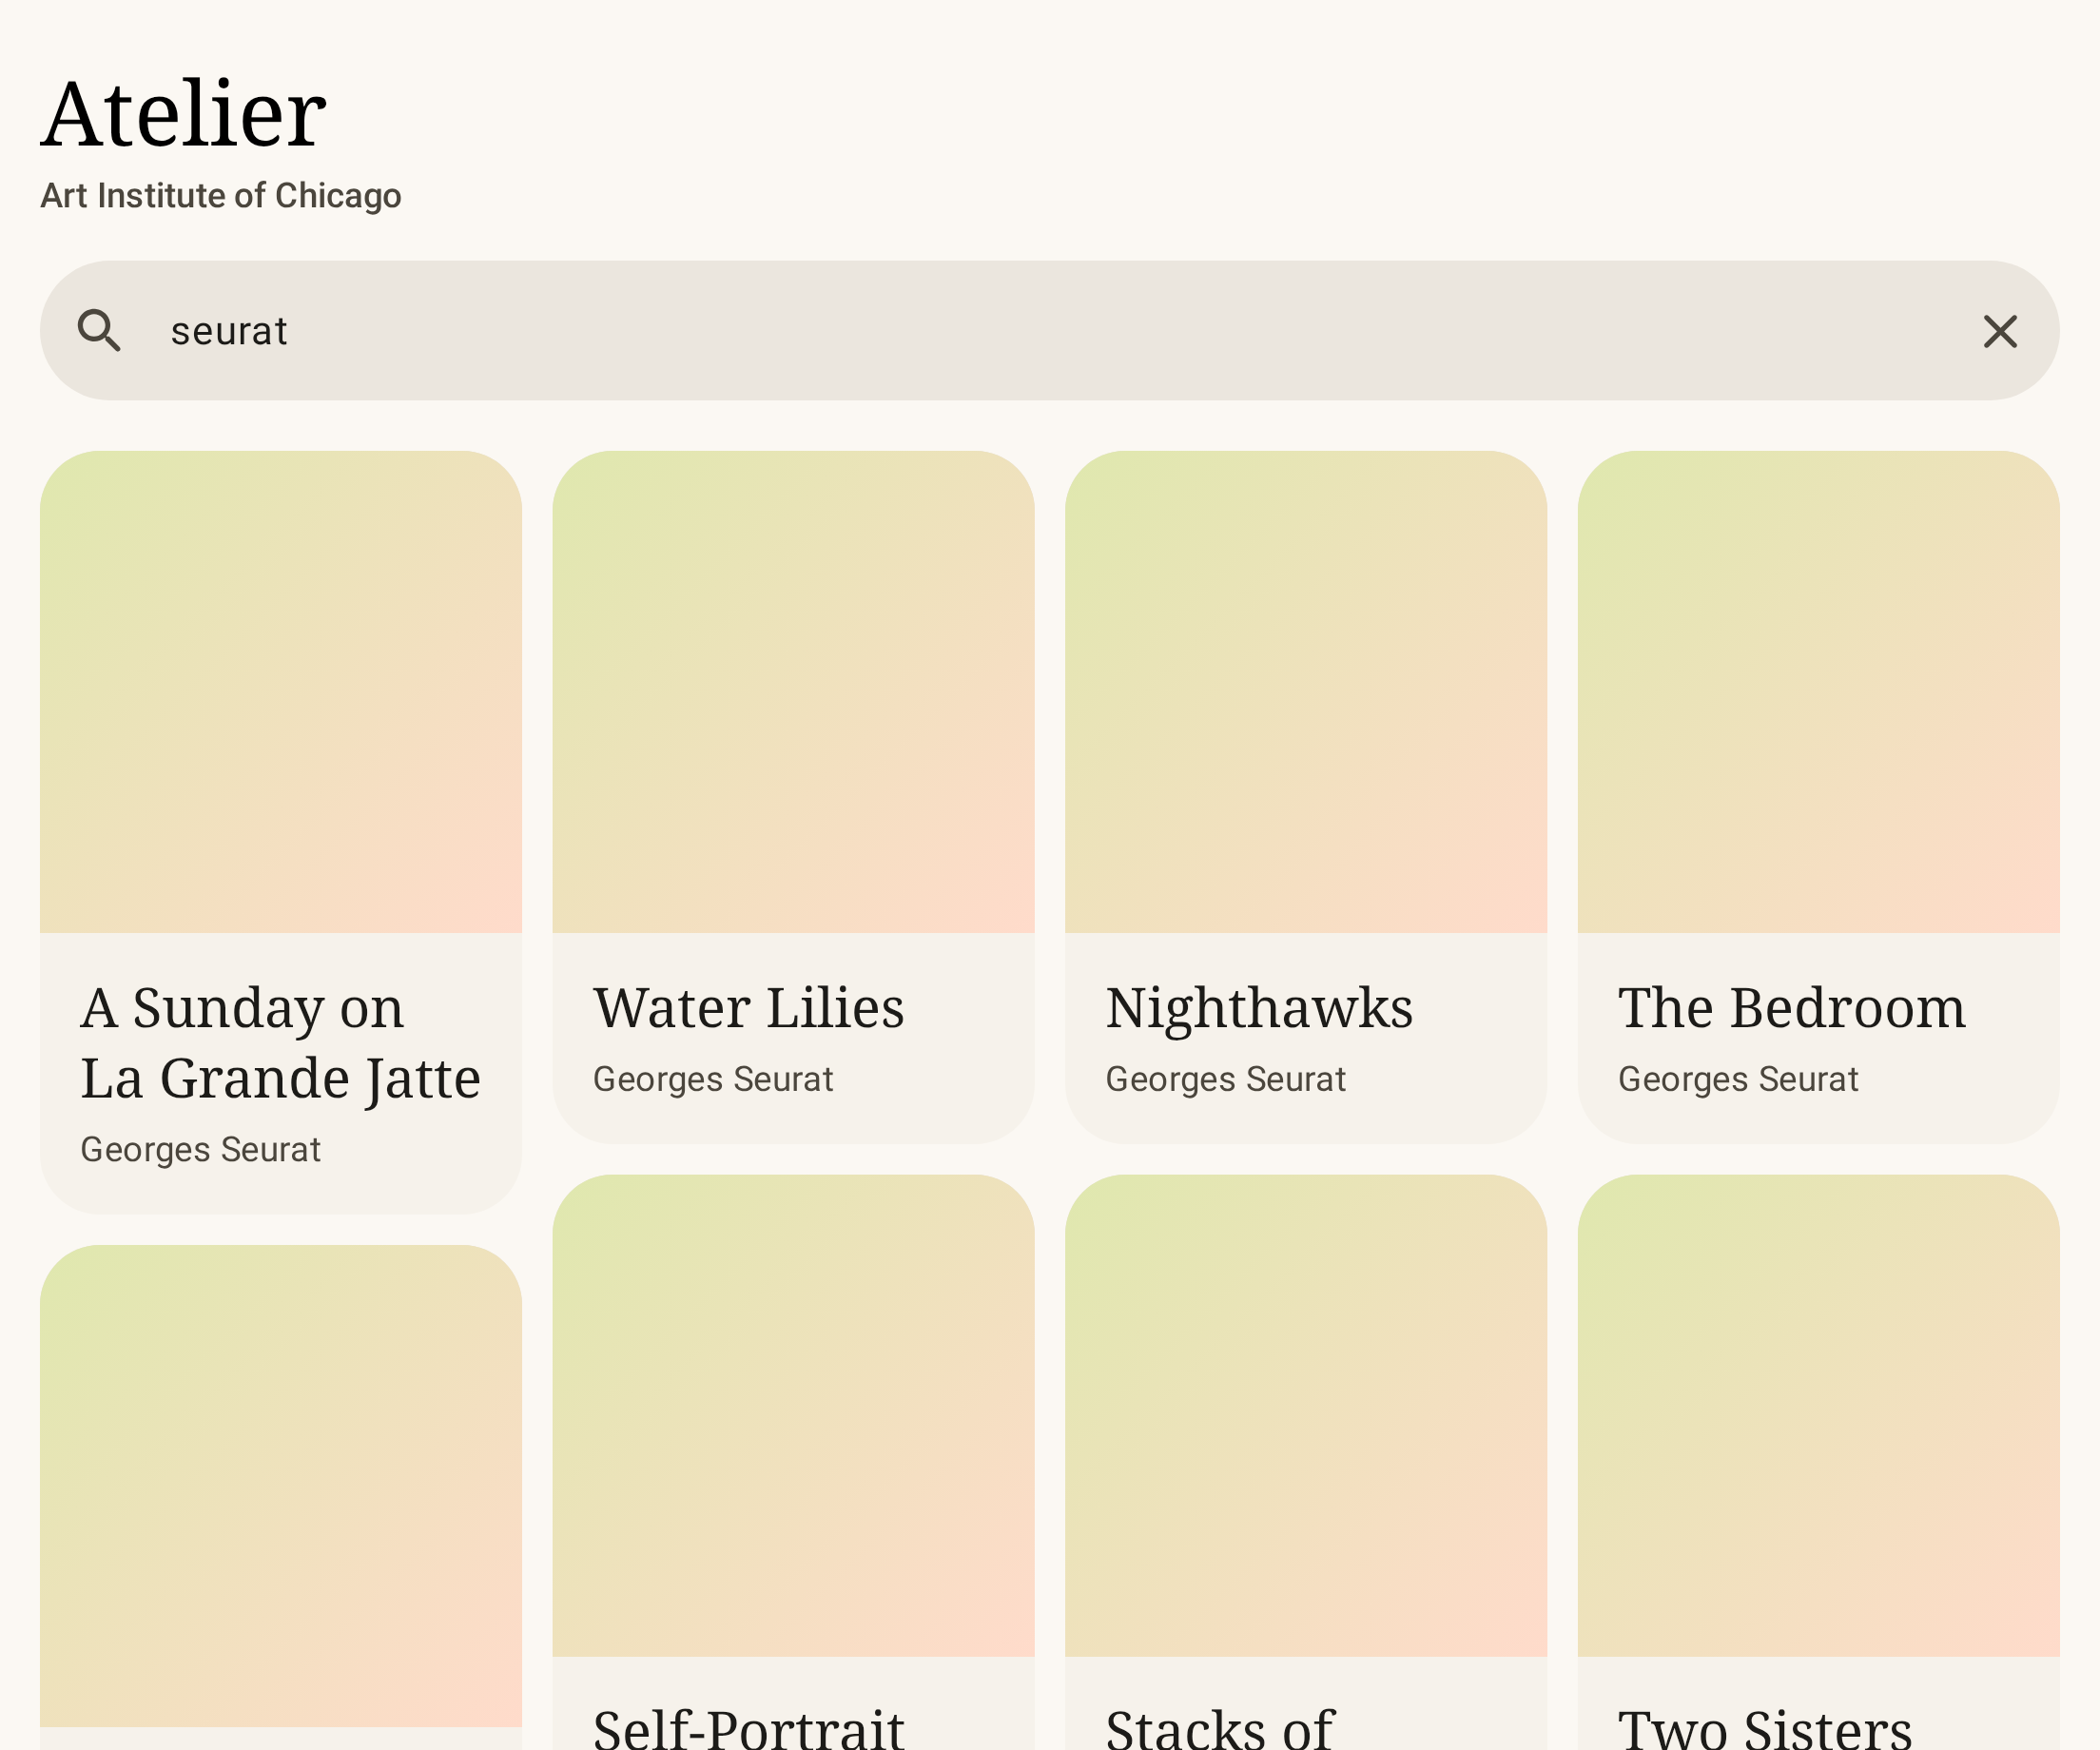 Atelier
Art Institute of Chicago
seurat
A Sunday on
La Grande Jatte
Georges Seurat
Water Lilies
Georges Seurat
Nighthawks
Georges Seurat
The Bedroom
Georges Seurat
Self-Portrait
Stacks of
Two Sisters